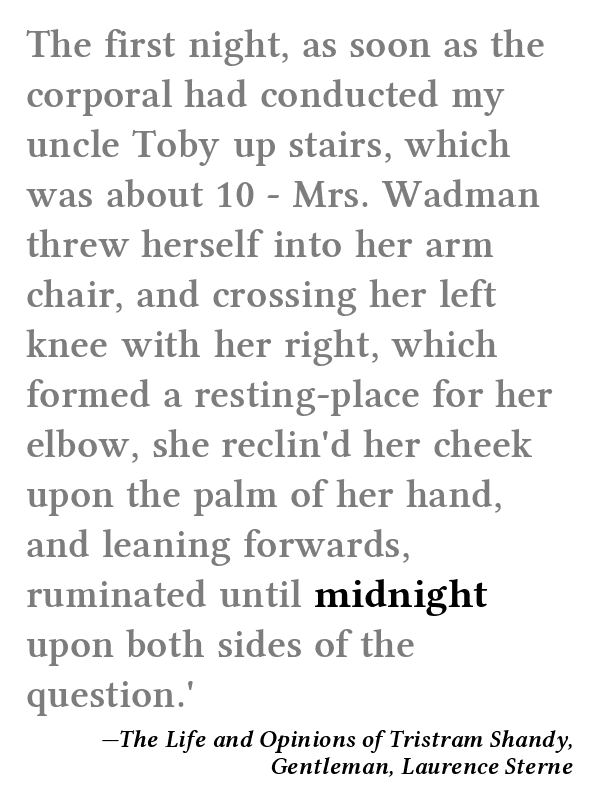 The first night, as soon as the
corporal had conducted my
uncle Toby up stairs, which
was about 10 - Mrs. Wadman
threw herself into her arm
chair, and crossing her left
knee with her right, which
formed a resting-place for her
elbow, she reclin'd her cheek
upon the palm of her hand,
and leaning forwards,
ruminated until midnight
upon both sides of the
question.'
—The Life and Opinions of Tristram Shandy,
Gentleman, Laurence Sterne